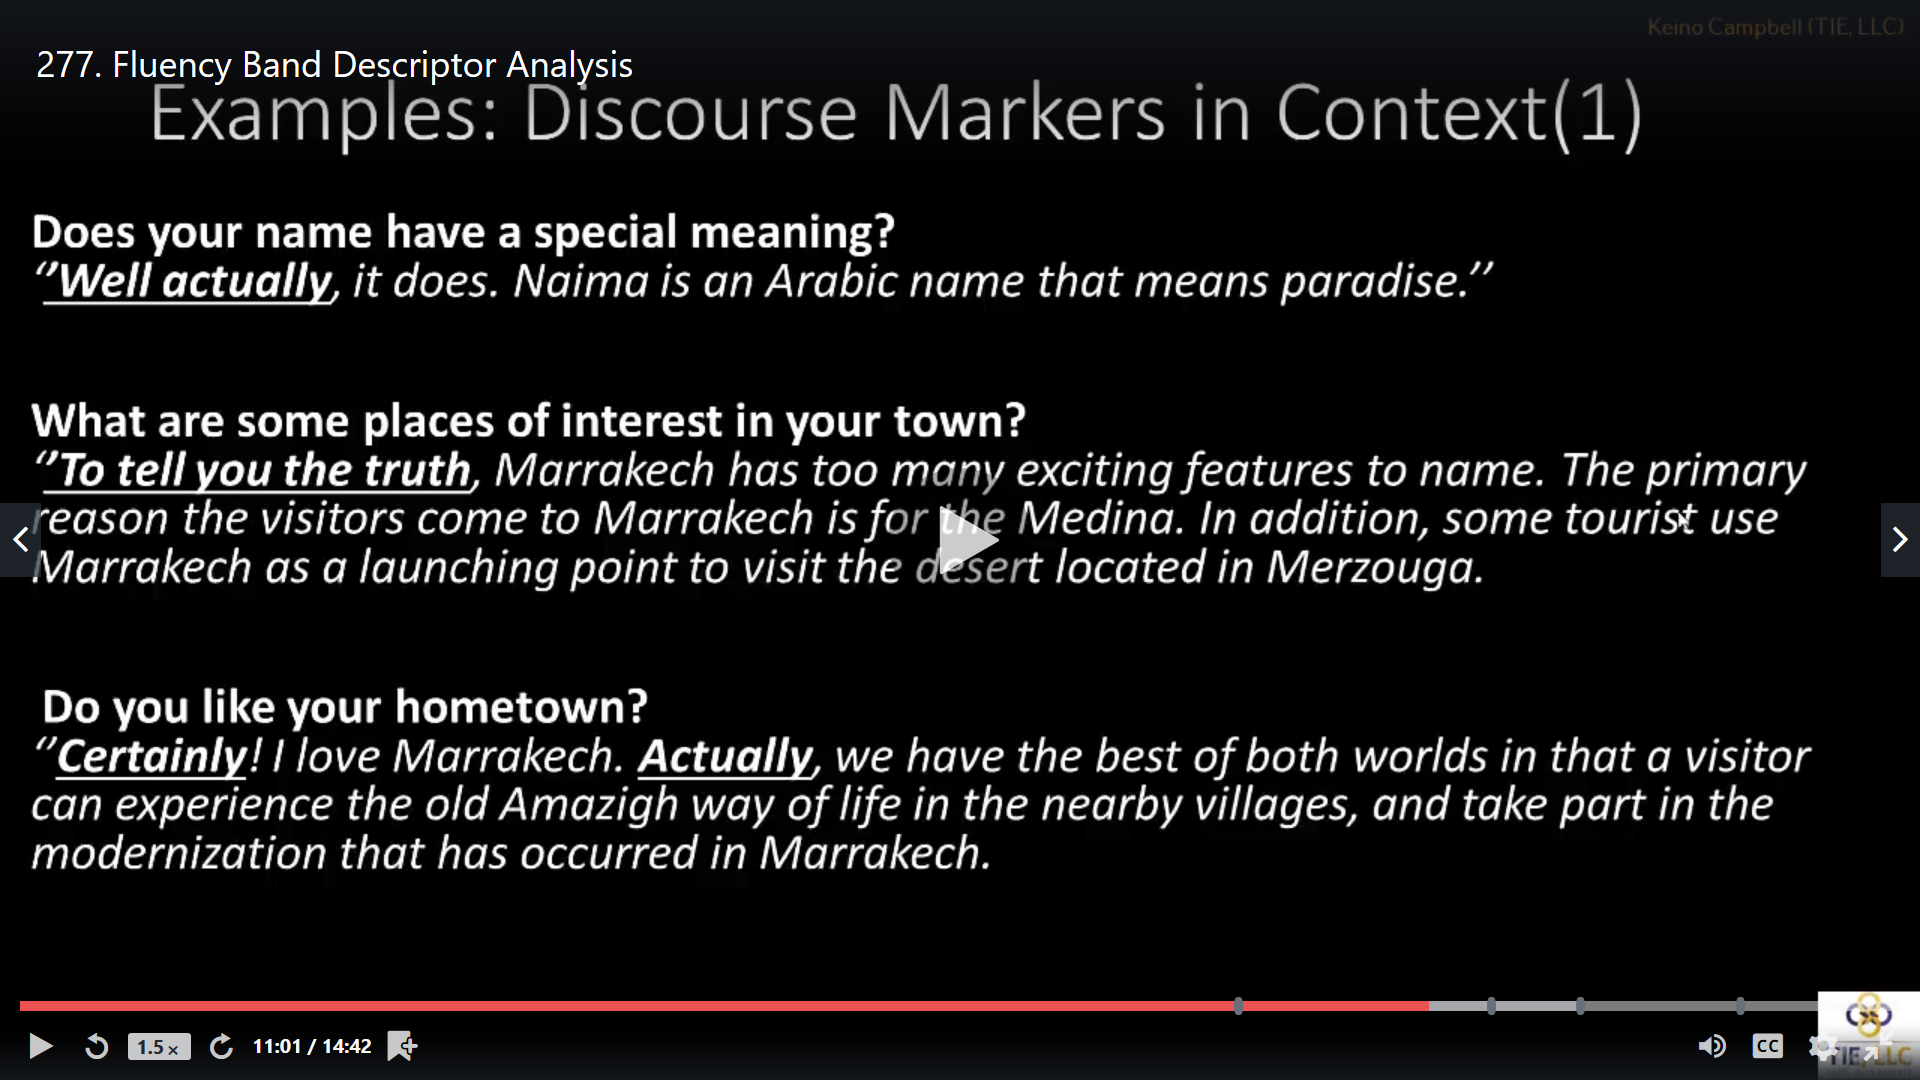 Keino Campbell (TIE, LLC)
277. Fluency Band Descriptor Analysis
Examples: Discourse Markers in Context(1)
Does your name have a special meaning?
‘’Well actually, it does. Naima is an Arabic name that means paradise.’’
What are some places of interest in your town?
‘’To tell you the truth, Marrakech has too many exciting features to name. The primary
reason the visitors come to Marrakech is for the Medina. In addition, some tourist use
Marrakech as a launching point to visit the desert located in Merzouga.
Do you like your hometown?
‘’Certainly! I love Marrakech. Actually, we have the best of both worlds in that a visitor
can experience the old Amazigh way of life in the nearby villages, and take part in the
modernization that has occurred in Marrakech.
1.5 x
11:01 / 14:42
CC
TIE, LLC